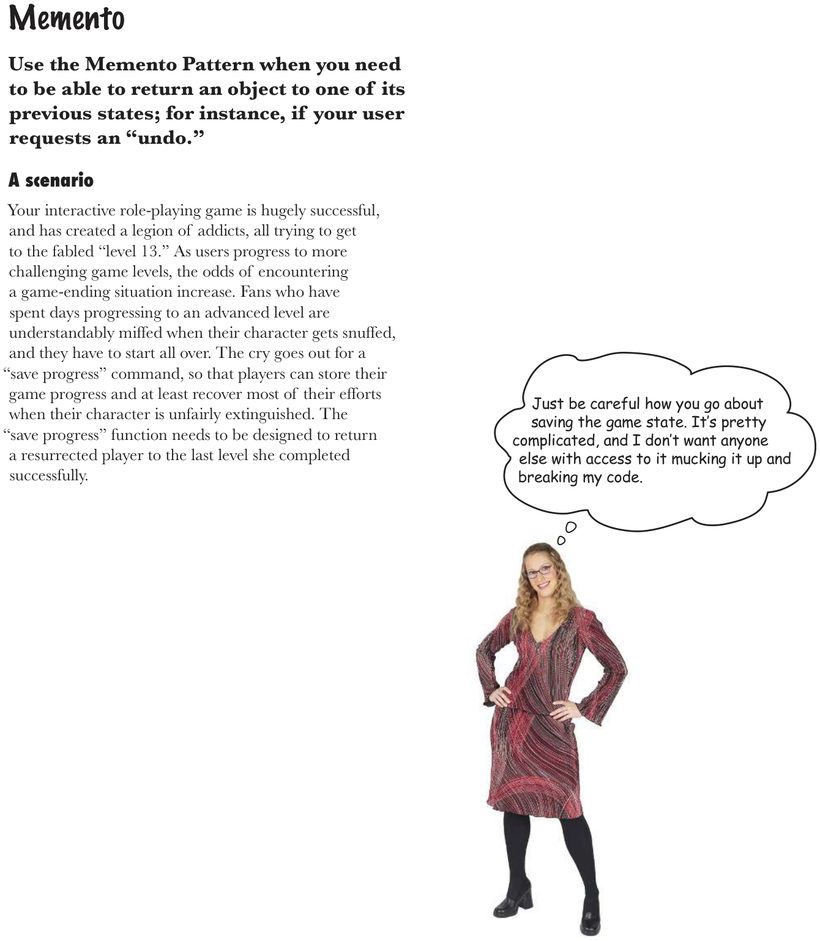 Memento
Use the Memento Pattern when you need
to be able to return an object to one of its
previous states; for instance, if your user
requests an “undo.”
A scenario
Your interactive role-playing game is hugely successful,
and has created a legion of addicts, all trying to get
to the fabled “level 13.” As users progress to more
challenging game levels, the odds of encountering
a game-ending situation increase. Fans who have
spent days progressing to an advanced level are
understandably miffed when their character gets snuffed,
and they have to start all over. The cry goes out for a
“save progress” command, so that players can store their
game progress and at least recover most of their efforts
when their character is unfairly extinguished. The
“save progress” function needs to be designed to return
a resurrected player to the last level she completed
successfully.
Just be careful how you go about
saving the game state. It’s pretty
complicated, and I don’t want anyone
else with access to it mucking it up and
breaking my code.